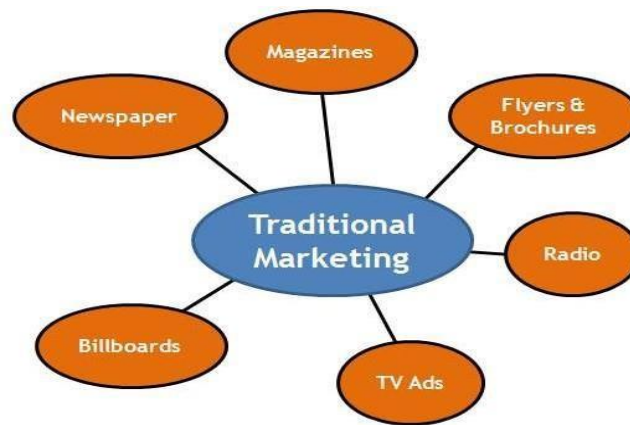 Magazines
Newspaper
Flyers &
Brochures
Traditional
Marketing
Radio
Billboards
TV Ads